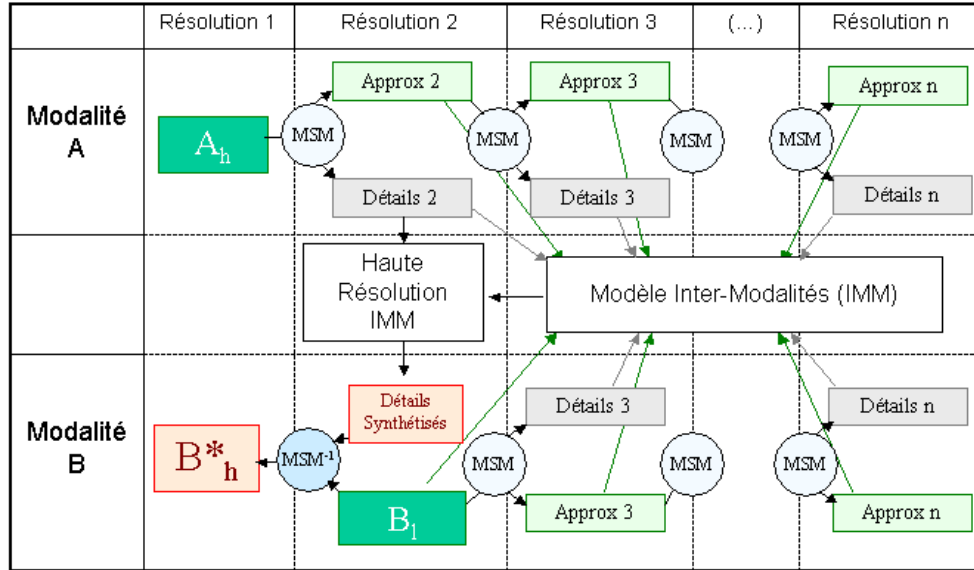 Résolution 1 Résolution 2 Résolution 3 (...) Résolution n
Modalité
A
A_h
MSM
Approx 2
Détails 2
MSM
Approx 3
Détails 3
MSM
MSM
Approx n
Détails n
Haute
Résolution
IMM
Modèle Inter-Modalités (IMM)
Modalité
B
B*_h
MSM⁻¹
Détails
Synthétisés
B_l
MSM
Détails 3
Approx 3
MSM
MSM
Détails n
Approx n